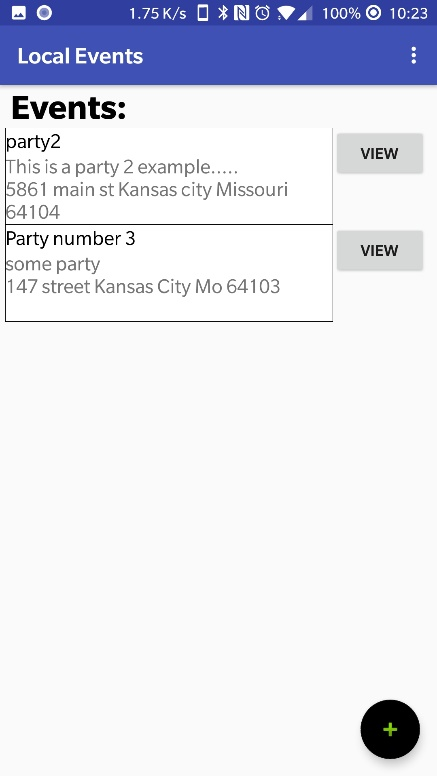 1.75 K/s 100% 10:23
Local Events
Events:
party2
This is a party 2 example.....
5861 main st Kansas city Missouri
64104
VIEW
Party number 3
some party
147 street Kansas City Mo 64103
VIEW
+